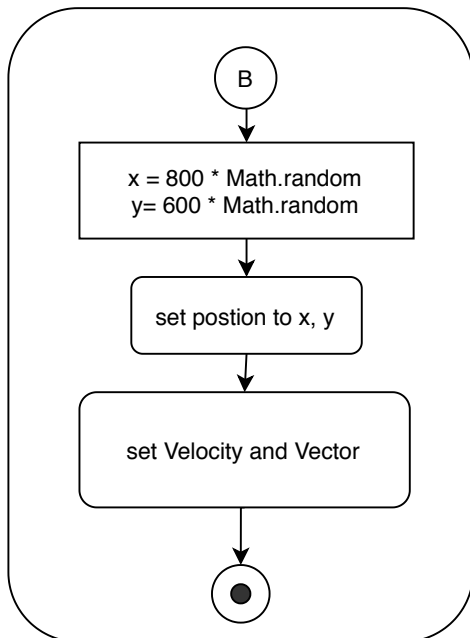 B
x = 800 * Math.random
y= 600 * Math.random
set postion to x, y
set Velocity and Vector